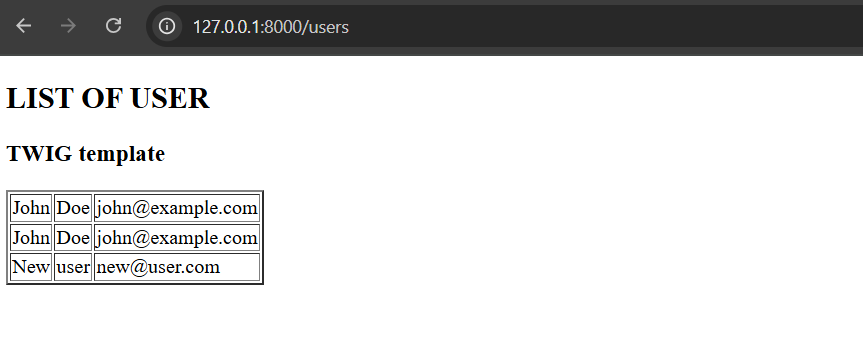 127.0.0.1:8000/users
LIST OF USER
TWIG template
John Doe john@example.com
John Doe john@example.com
New user new@user.com